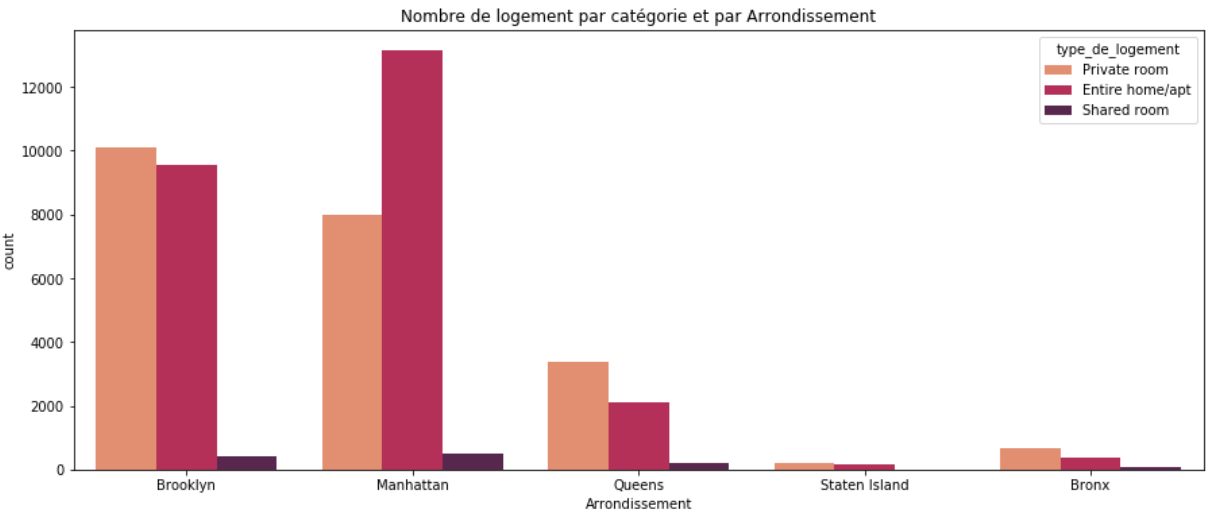 Nombre de logement par catégorie et par Arrondissement
type_de_logement
Private room
Entire home/apt
Shared room
count
12000
10000
8000
6000
4000
2000
0
Brooklyn
Manhattan
Queens
Staten Island
Bronx
Arrondissement